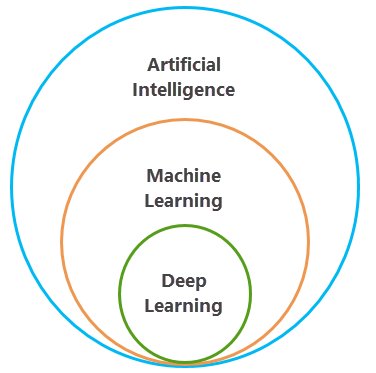 Artificial
Intelligence
Machine
Learning
Deep
Learning